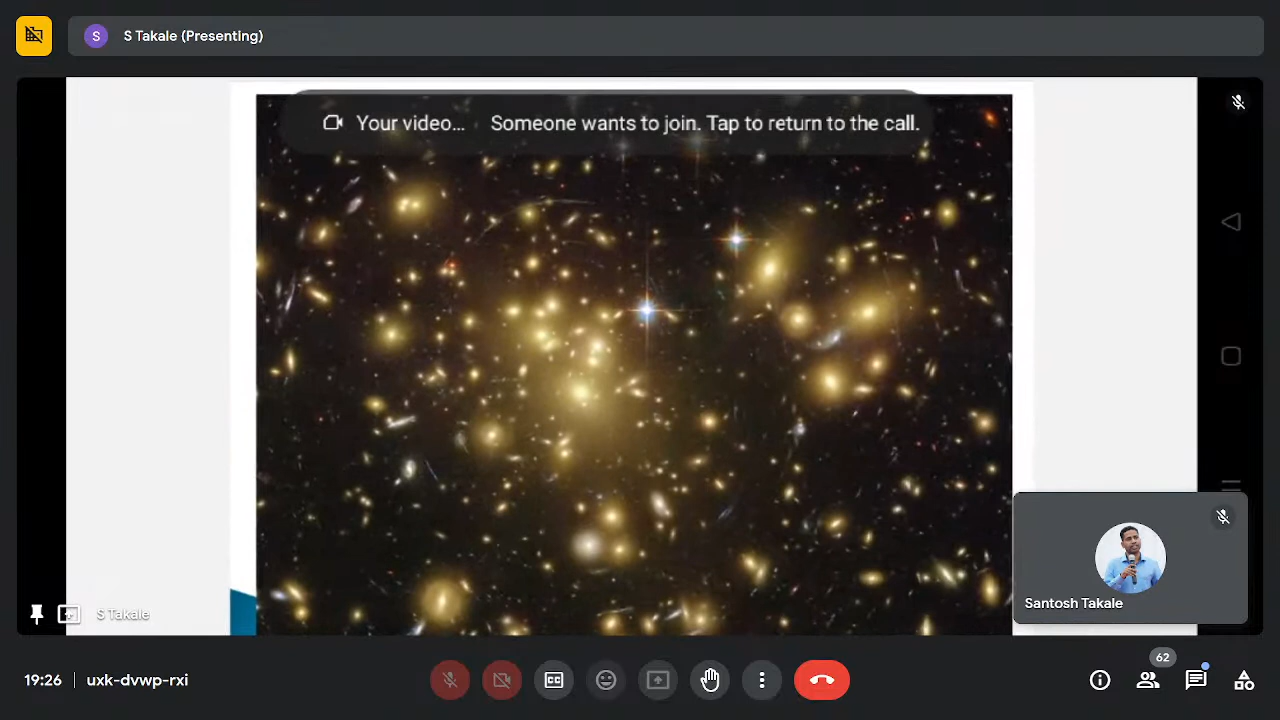 S
S Takale (Presenting)
Your video... · Someone wants to join. Tap to return to the call.
S Takale
Santosh Takale
19:26 | uxk-dvwp-rxi
CC
62